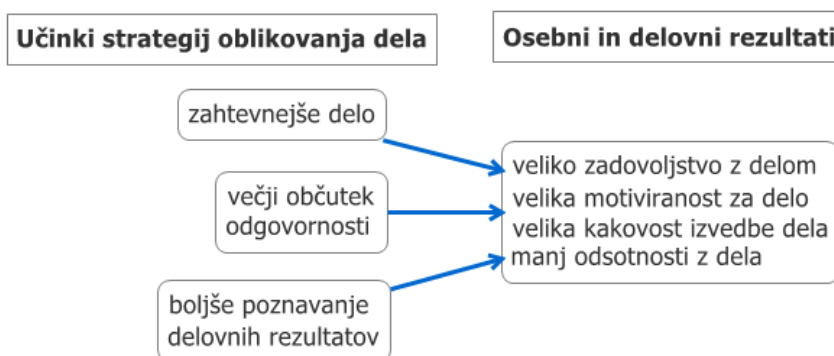 Učinki strategij oblikovanja dela
Osebni in delovni rezultati
zahtevnejše delo
večji občutek
odgovornosti
boljše poznavanje
delovnih rezultatov
veliko zadovoljstvo z delom
velika motiviranost za delo
velika kakovost izvedbe dela
manj odsotnosti z dela